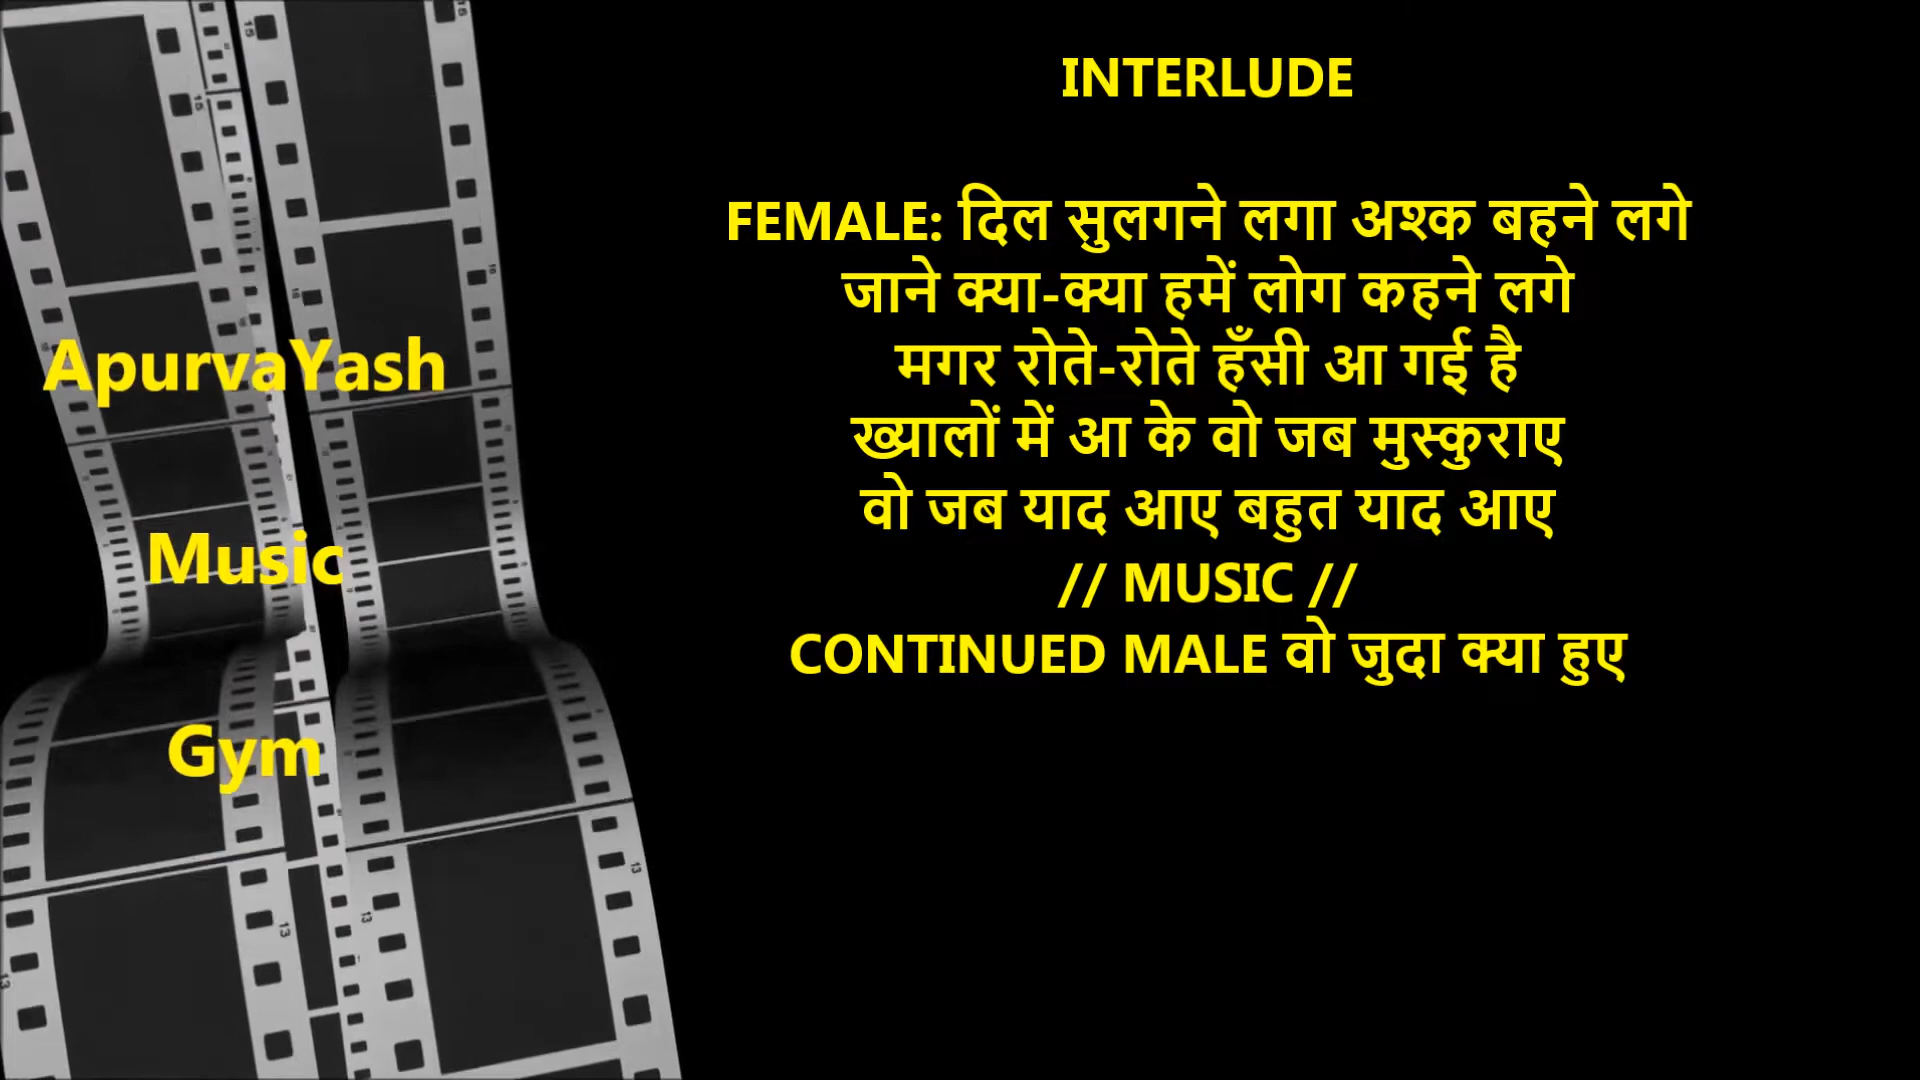 INTERLUDE
FEMALE: दिल सुलगने लगा अश्क बहने लगे
जाने क्या-क्या हमें लोग कहने लगे
मगर रोते-रोते हँसी आ गई है
ख्यालों में आ के वो जब मुस्कुराए
वो जब याद आए बहुत याद आए
// MUSIC //
CONTINUED MALE वो जुदा क्या हुए
ApurvaYash
Music
Gym